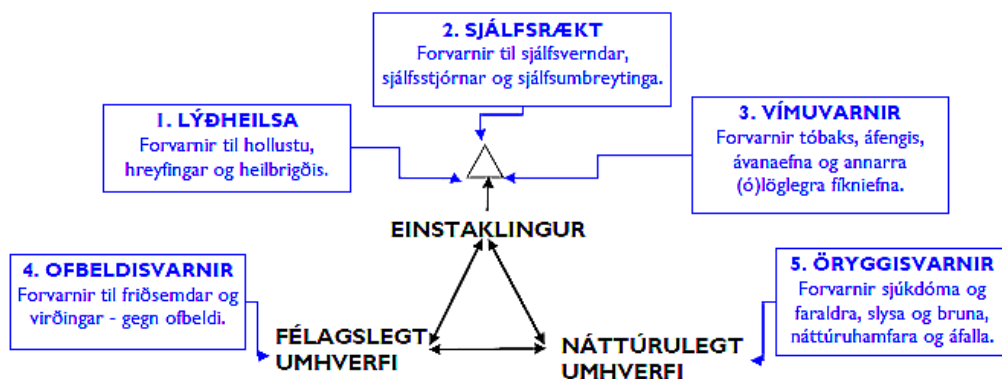 2. SJÁLFSRÆKT
Forvarnir til sjálfsverndar,
sjálfsstjórnar og sjálfsumbreytinga.
1. LÝÐHEILSA
Forvarnir til hollustu,
hreyfingar og heilbrigðis.
3. VÍMUVARNIR
Forvarnir tóbaks, áfengis,
ávanaefna og annarra
(ó)löglegra fíkniefna.
EINSTAKLINGUR
4. OFBELDISVARNIR
Forvarnir til friðsemdar og
virðingar - gegn ofbeldi.
5. ÖRYGGISVARNIR
Forvarnir sjúkdóma og
faraldra, slysa og bruna,
náttúruhamfara og áfalla.
FÉLAGSLEGT
UMHVERFI
NÁTTÚRULEGT
UMHVERFI